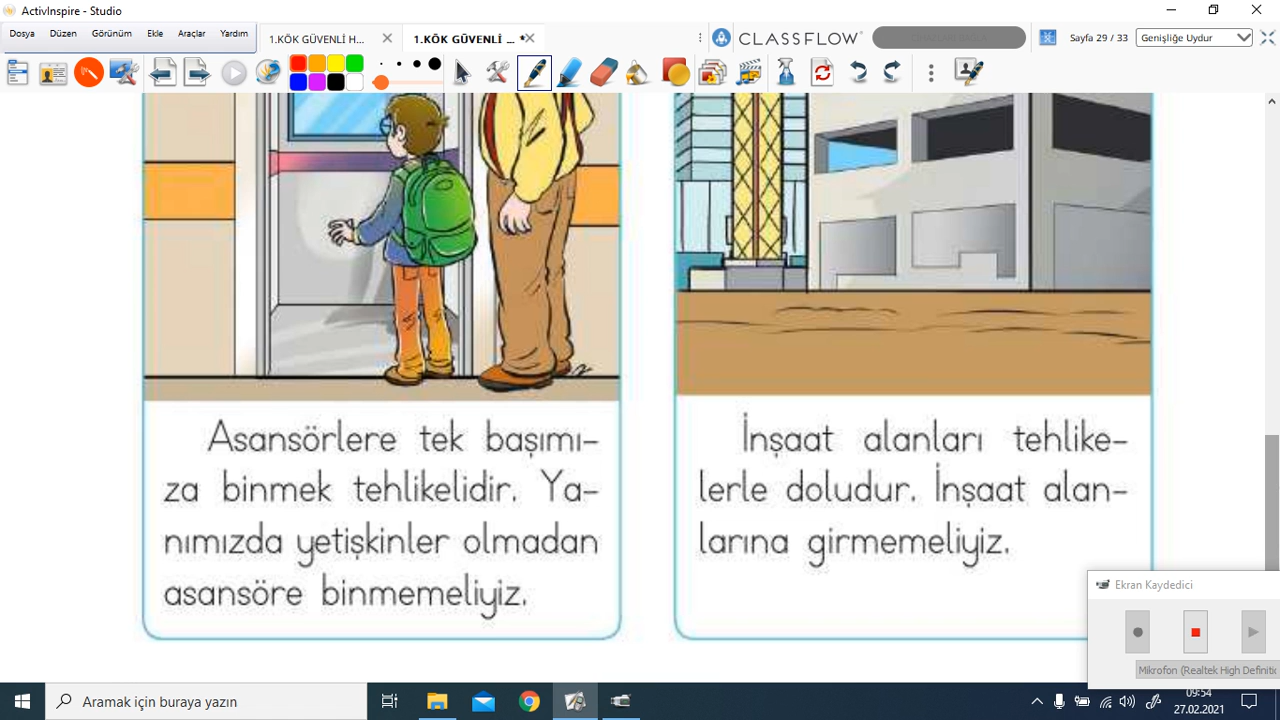 ActivInspire - Studio
Dosya Düzen Görünüm Ekle Araçlar Yardım
1.KÖK GÜVENLİ H...
1.KÖK GÜVENLİ ... *
CLASSFLOW
Sayfa 29 / 33
Genişliğe Uydur
Asansörlere tek başımı-
za binmek tehlikelidir. Ya-
nımızda yetişkinler olmadan
asansöre binmemeliyiz.
İnşaat alanları tehlike-
lerle doludur. İnşaat alan-
larına girmemeliyiz.
Ekran Kaydedici
Mikrofon (Realtek High Definitic
Aramak için buraya yazın
09:54
27.02.2021